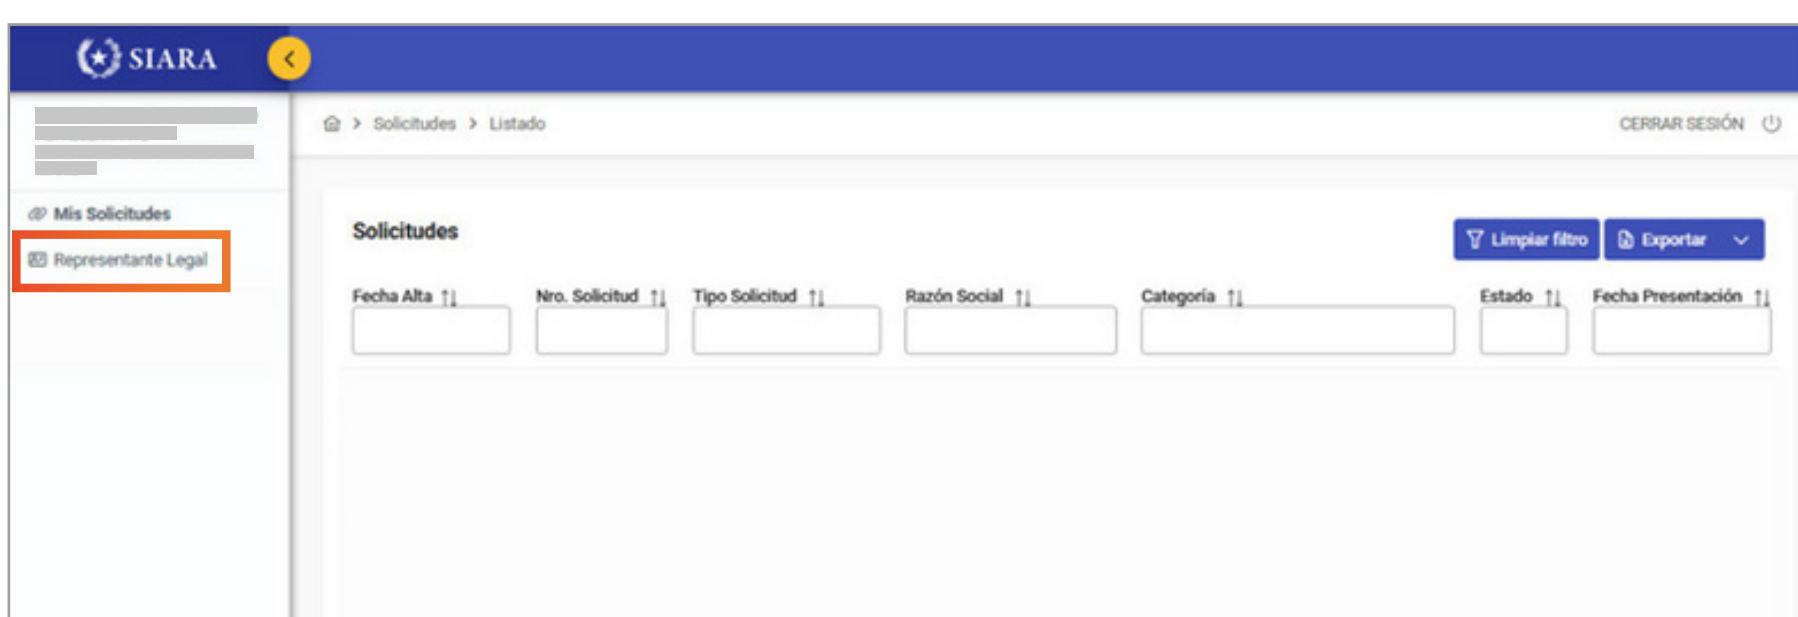 SIARA
Solicitudes > Listado
CERRAR SESIÓN
Mis Solicitudes
Representante Legal
Solicitudes
Limpiar filtro
Exportar
Fecha Alta Nro. Solicitud Tipo Solicitud Razón Social Categoría Estado Fecha Presentación